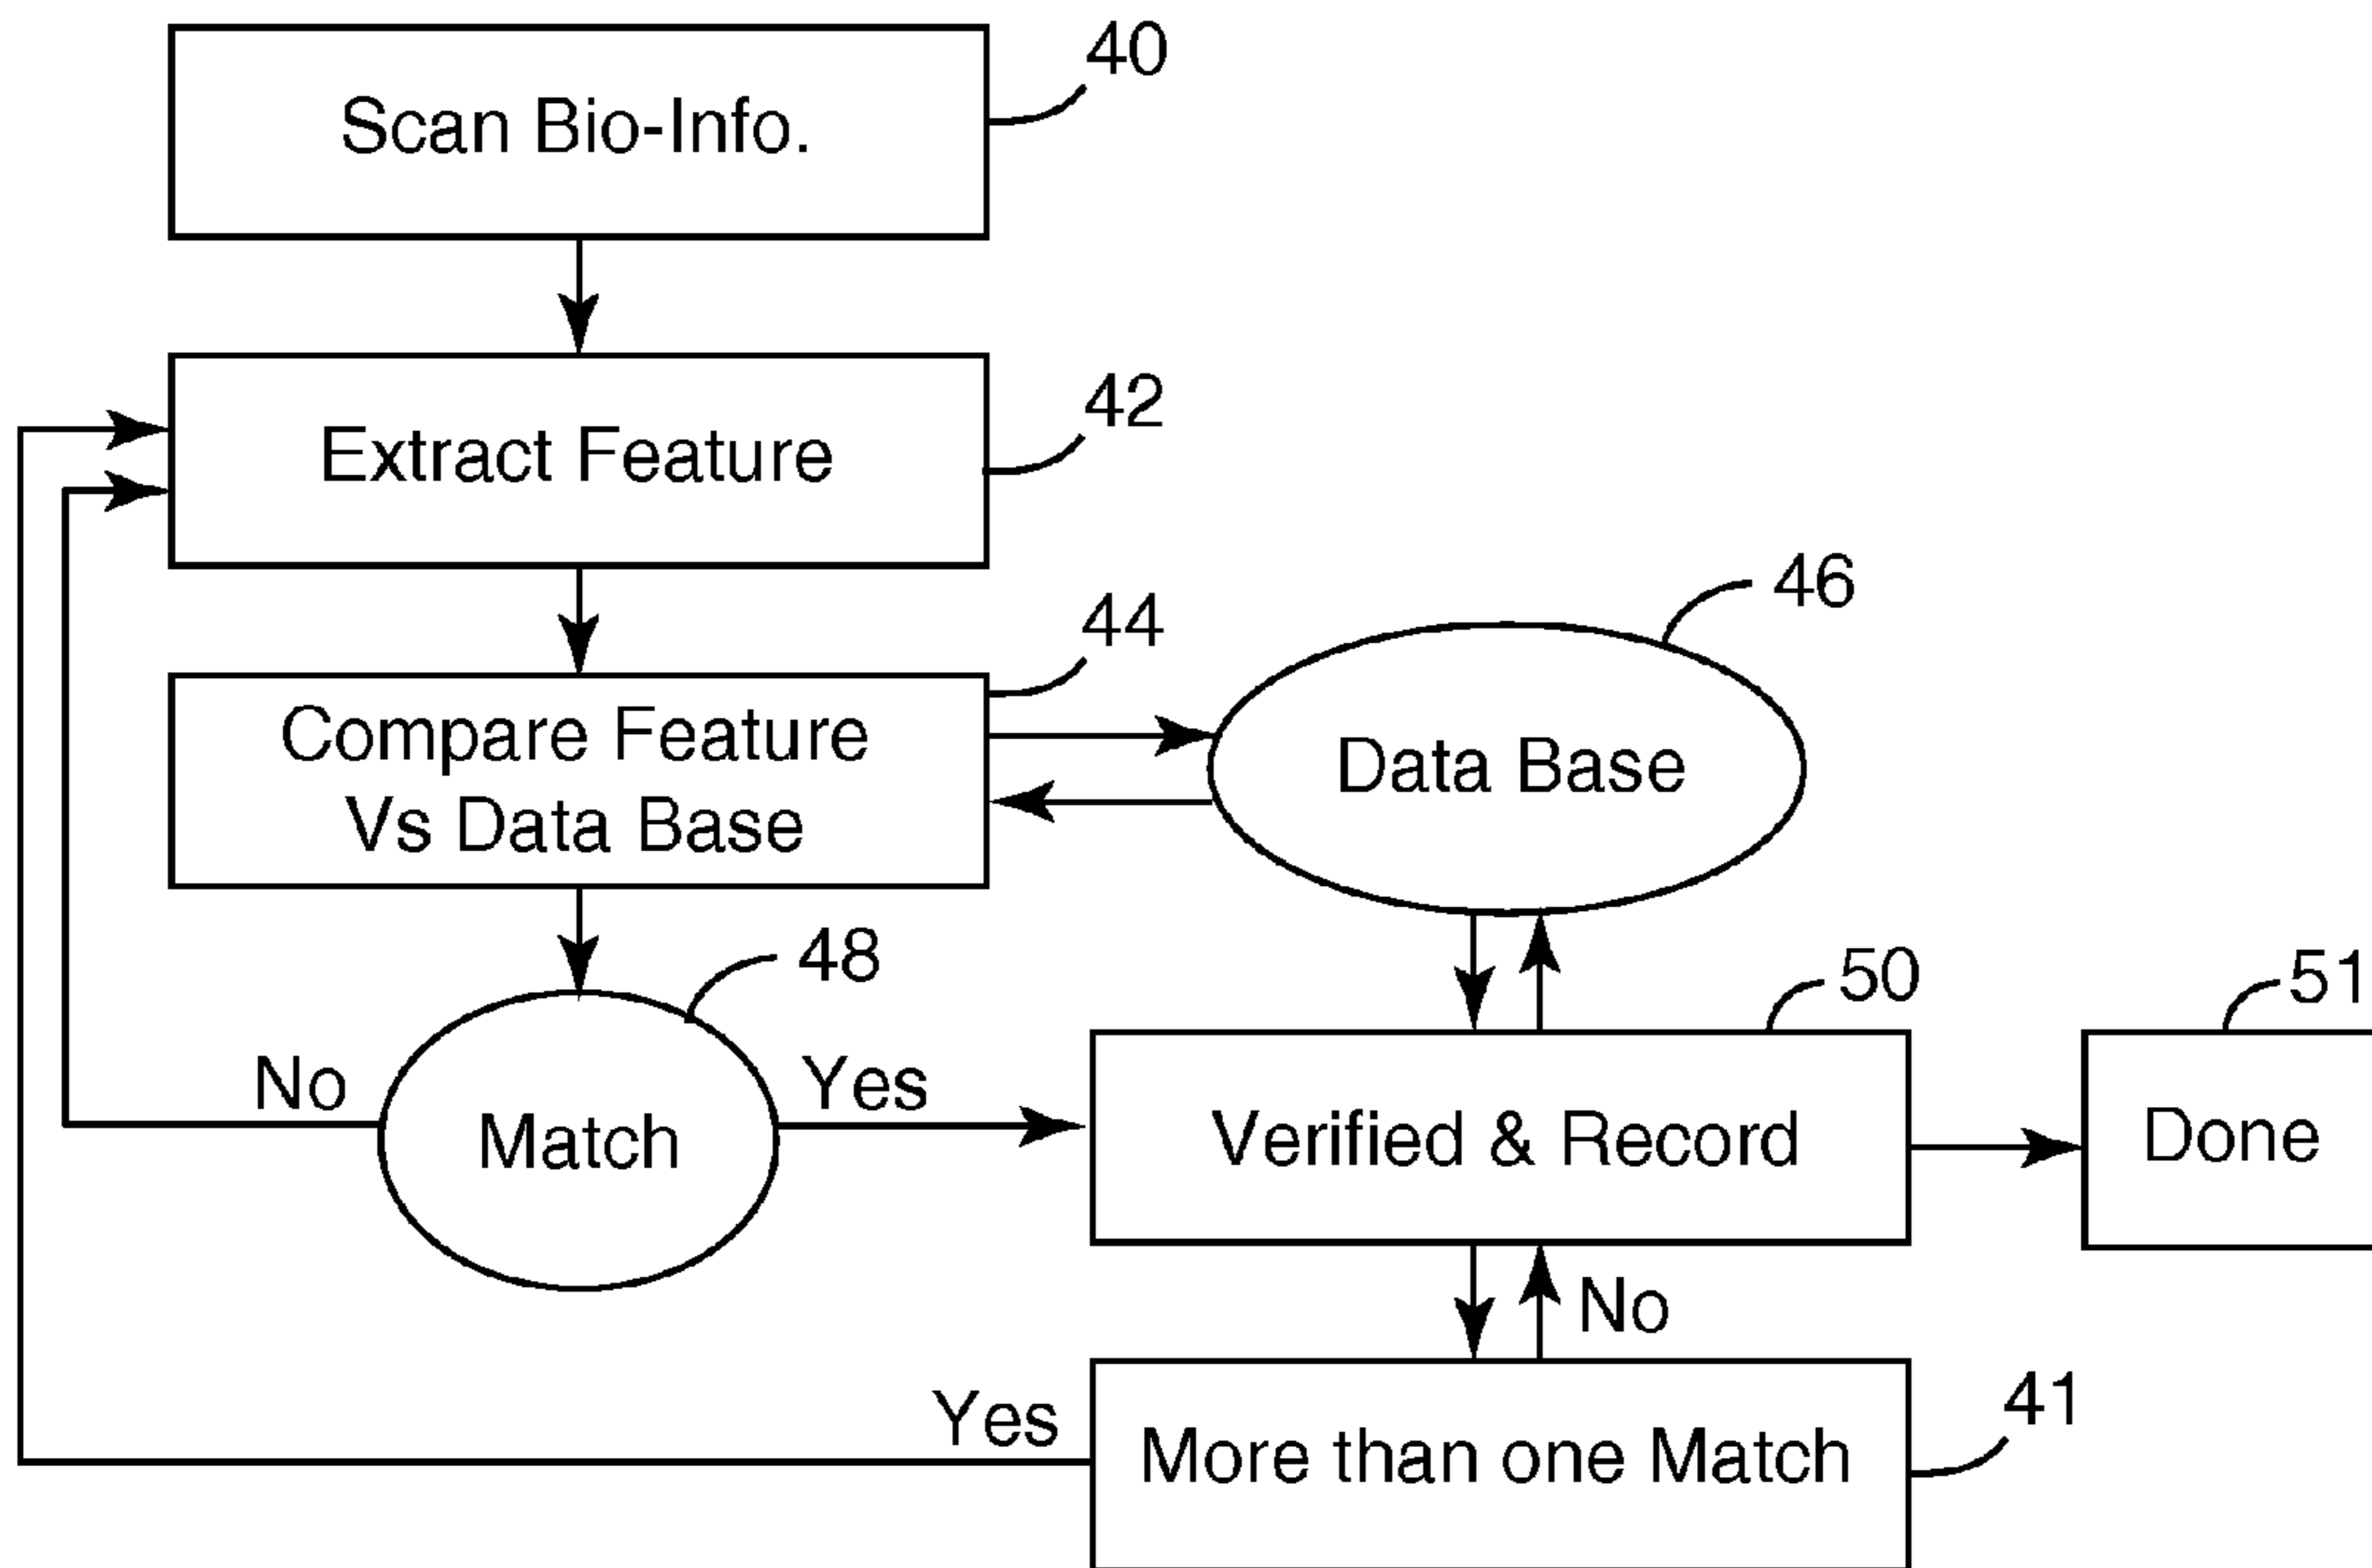 40
Scan Bio-Info.
42
Extract Feature
44
46
Compare Feature
Vs Data Base
Data Base
48
50
51
No
Yes
Match
Verified & Record
Done
No
Yes
41
More than one Match